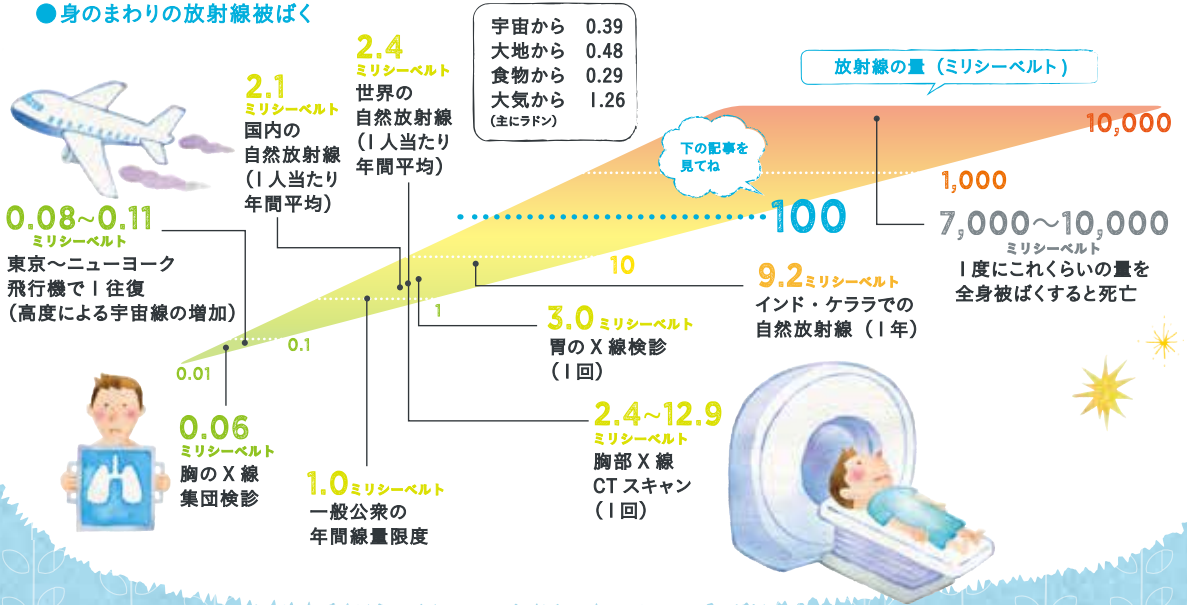 ●身のまわりの放射線被ばく
宇宙から 0.39
大地から 0.48
食物から 0.29
大気から 1.26
（主にラドン）
放射線の量（ミリシーベルト）
2.4
ミリシーベルト
世界の
自然放射線
（1人当たり
年間平均）
2.1
ミリシーベルト
国内の
自然放射線
（1人当たり
年間平均）
0.08～0.11
ミリシーベルト
東京～ニューヨーク
飛行機で1往復
（高度による宇宙線の増加）
下の記事を
見てね
10,000
1,000
100
10
1
0.1
0.01
7,000～10,000
ミリシーベルト
1度にこれくらいの量を
全身被ばくすると死亡
9.2ミリシーベルト
インド・ケララでの
自然放射線（1年）
3.0ミリシーベルト
胃のX線検診
（1回）
2.4～12.9
ミリシーベルト
胸部X線
CTスキャン
（1回）
0.06
ミリシーベルト
胸のX線
集団検診
1.0ミリシーベルト
一般公衆の
年間線量限度